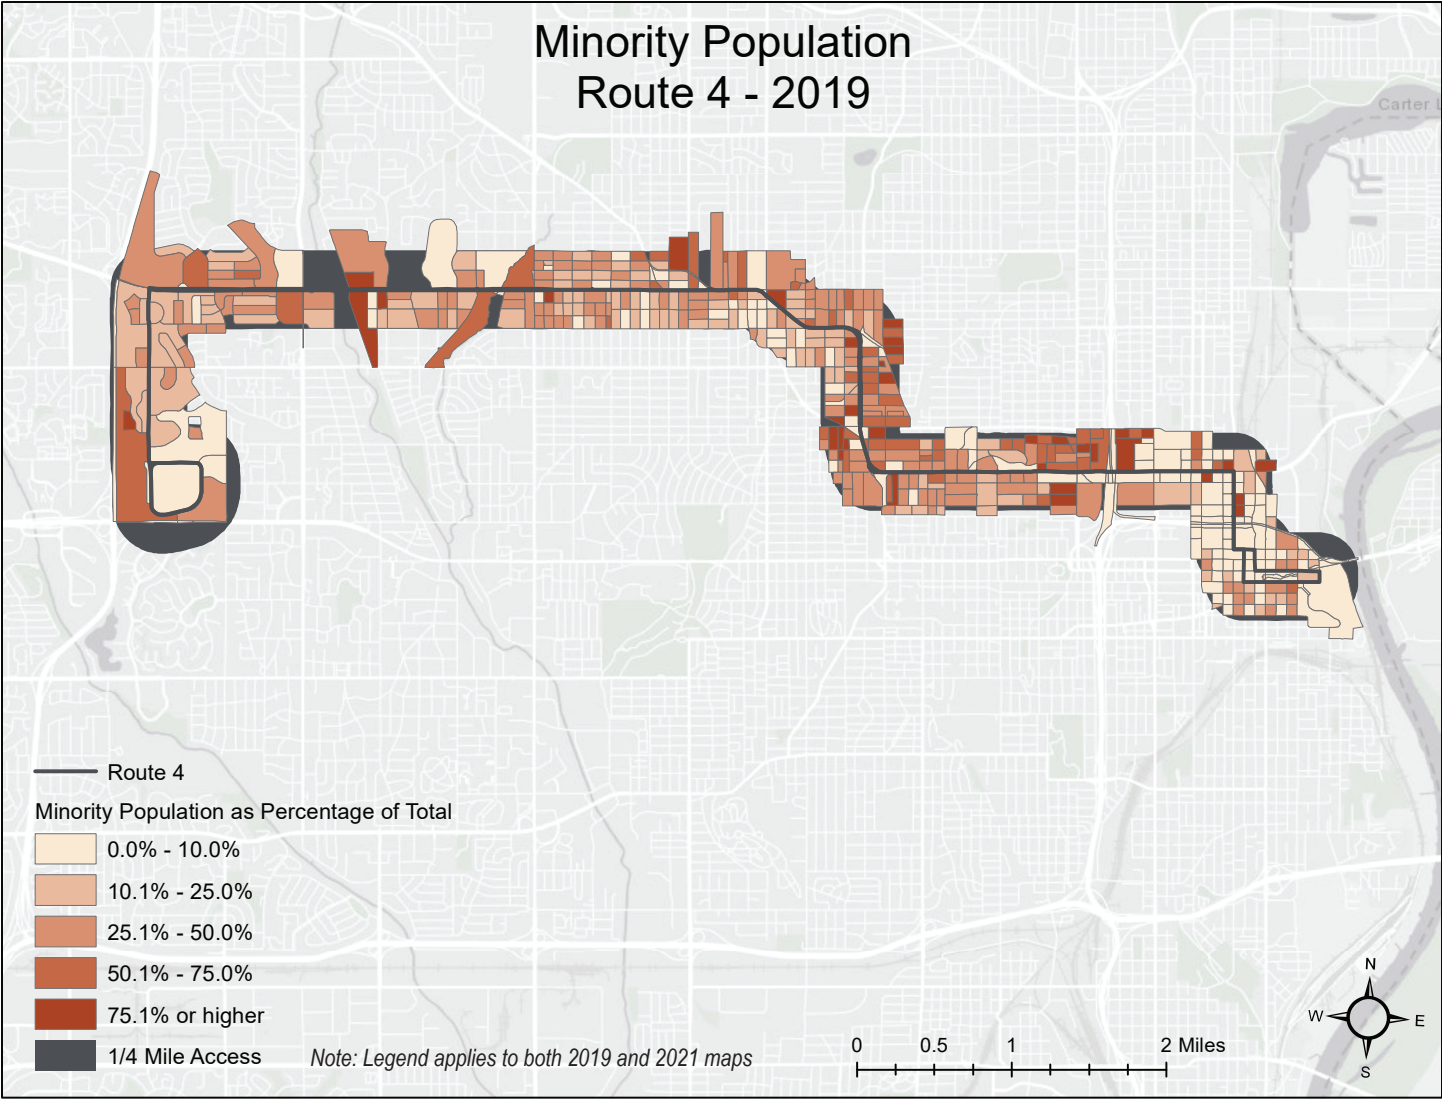 Minority Population
Route 4 - 2019
Carter L
Route 4
Minority Population as Percentage of Total
0.0% - 10.0%
10.1% - 25.0%
25.1% - 50.0%
50.1% - 75.0%
75.1% or higher
1/4 Mile Access
Note: Legend applies to both 2019 and 2021 maps
0 0.5 1 2 Miles
N
W E
S